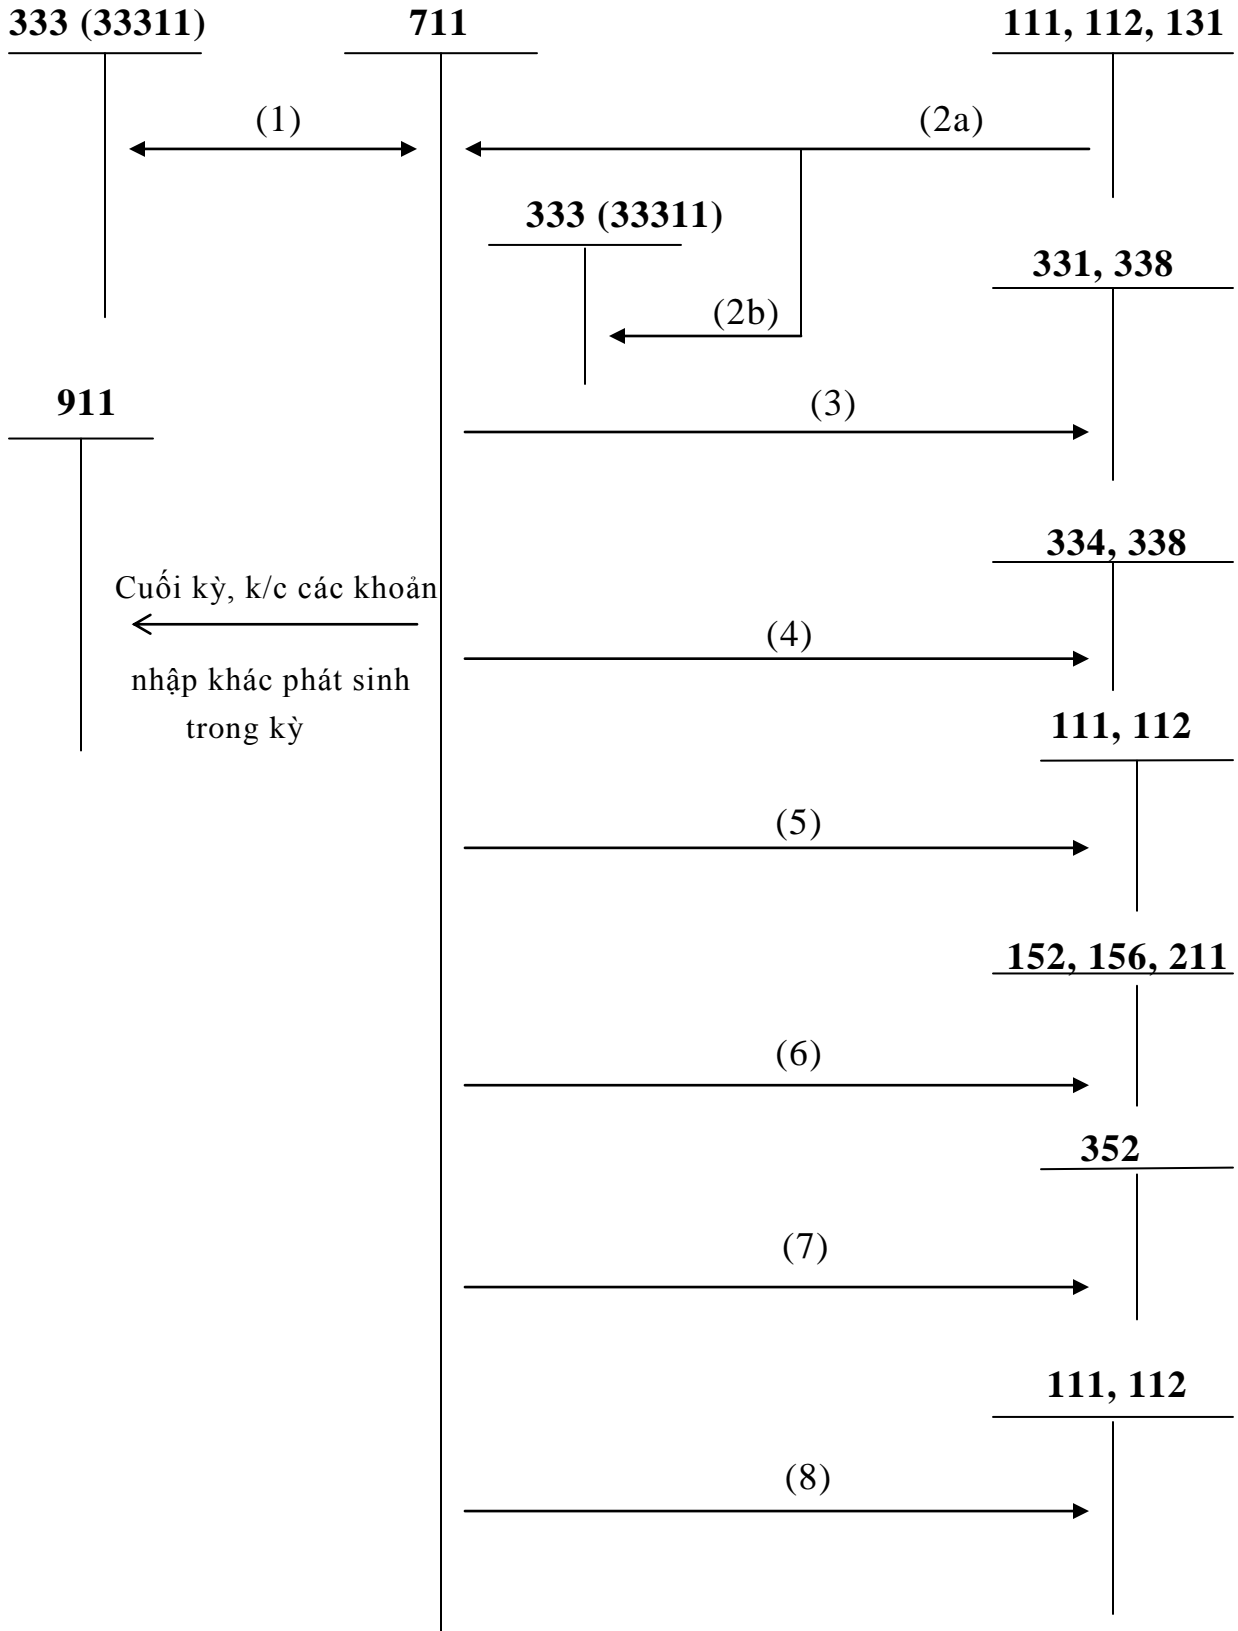 333 (33311)
711
111, 112, 131
(1)
(2a)
333 (33311)
331, 338
(2b)
911
(3)
334, 338
Cuối kỳ, k/c các khoản
(4)
nhập khác phát sinh
trong kỳ
111, 112
(5)
152, 156, 211
(6)
352
(7)
111, 112
(8)